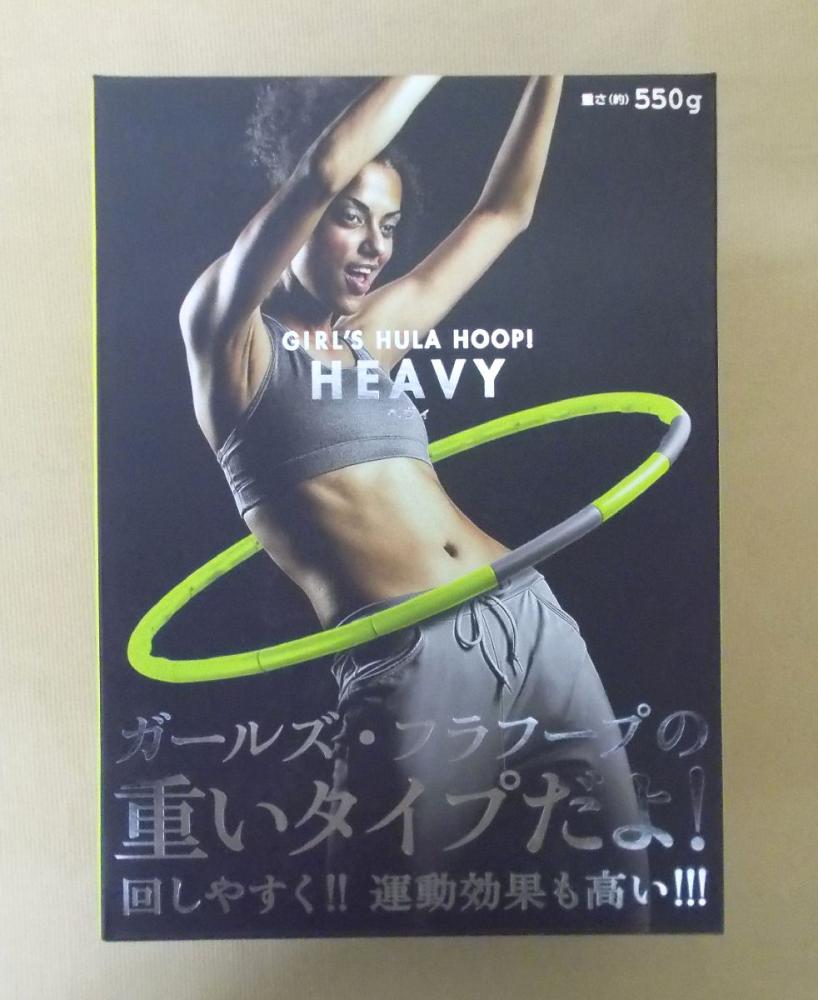 重さ(約)550g
GIRL'S HULA HOOP!
HEAVY
ヘヴィ
ガールズ・フラフープの
重いタイプだよ!
回しやすく!! 運動効果も高い!!!